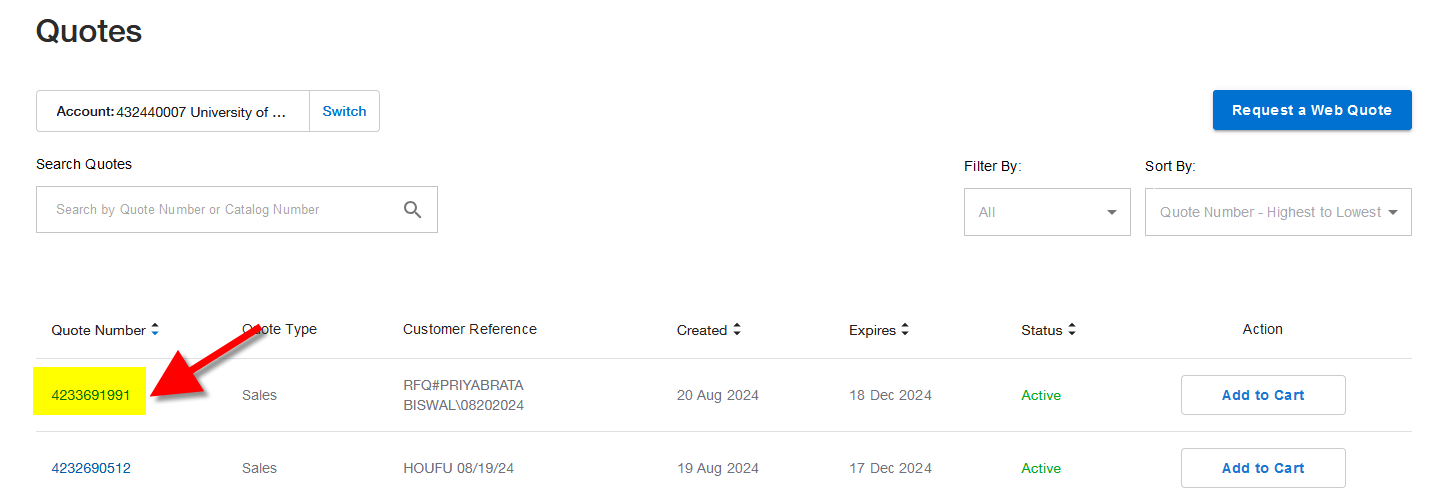 Quotes
Account: 432440007 University of ...
Switch
Request a Web Quote
Search Quotes
Filter By:
Sort By:
Search by Quote Number or Catalog Number
All
Quote Number - Highest to Lowest
Quote Number Quote Type Customer Reference Created Expires Status Action
4233691991 Sales RFQ#PRIYABRATA 20 Aug 2024 18 Dec 2024 Active Add to Cart
BISWAL\08202024
4232690512 Sales HOUFU 08/19/24 19 Aug 2024 17 Dec 2024 Active Add to Cart